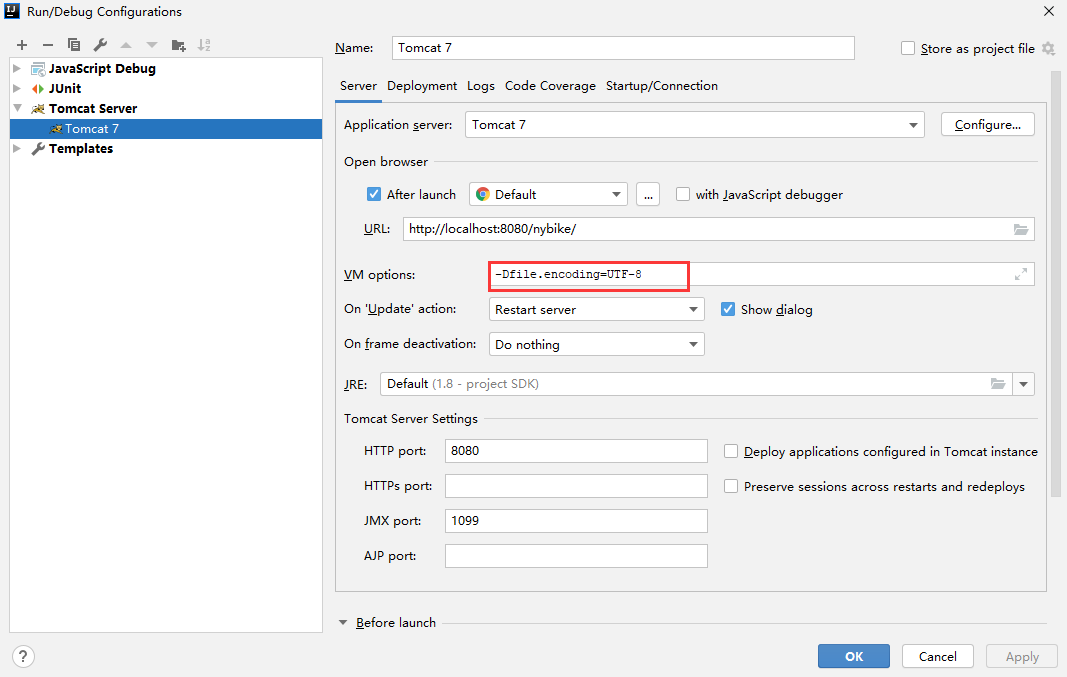 Run/Debug Configurations
JavaScript Debug
JUnit
Tomcat Server
Tomcat 7
Templates
Name: Tomcat 7 Store as project file
Server Deployment Logs Code Coverage Startup/Connection
Application server: Tomcat 7 Configure...
Open browser
After launch Default ... with JavaScript debugger
URL: http://localhost:8080/nybike/
VM options: -Dfile.encoding=UTF-8
On 'Update' action: Restart server Show dialog
On frame deactivation: Do nothing
JRE: Default (1.8 - project SDK)
Tomcat Server Settings
HTTP port: 8080 Deploy applications configured in Tomcat instance
HTTPs port: Preserve sessions across restarts and redeploys
JMX port: 1099
AJP port:
Before launch
? OK Cancel Apply